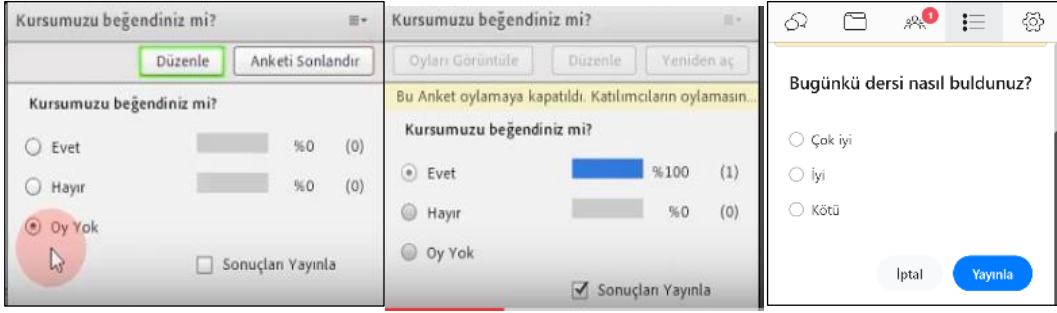 Kursumuzu beğendiniz mi?
Düzenle
Anketi Sonlandır
Kursumuzu beğendiniz mi?
Evet %0 (0)
Hayır %0 (0)
Oy Yok
Sonuçları Yayınla
Kursumuzu beğendiniz mi?
Oyları Görüntüle
Düzenle
Yeniden aç
Bu Anket oylamaya kapatıldı. Katılımcıların oylamasın...
Kursumuzu beğendiniz mi?
Evet %100 (1)
Hayır %0 (0)
Oy Yok
Sonuçları Yayınla
1
Bugünkü dersi nasıl buldunuz?
Çok iyi
İyi
Kötü
İptal
Yayınla